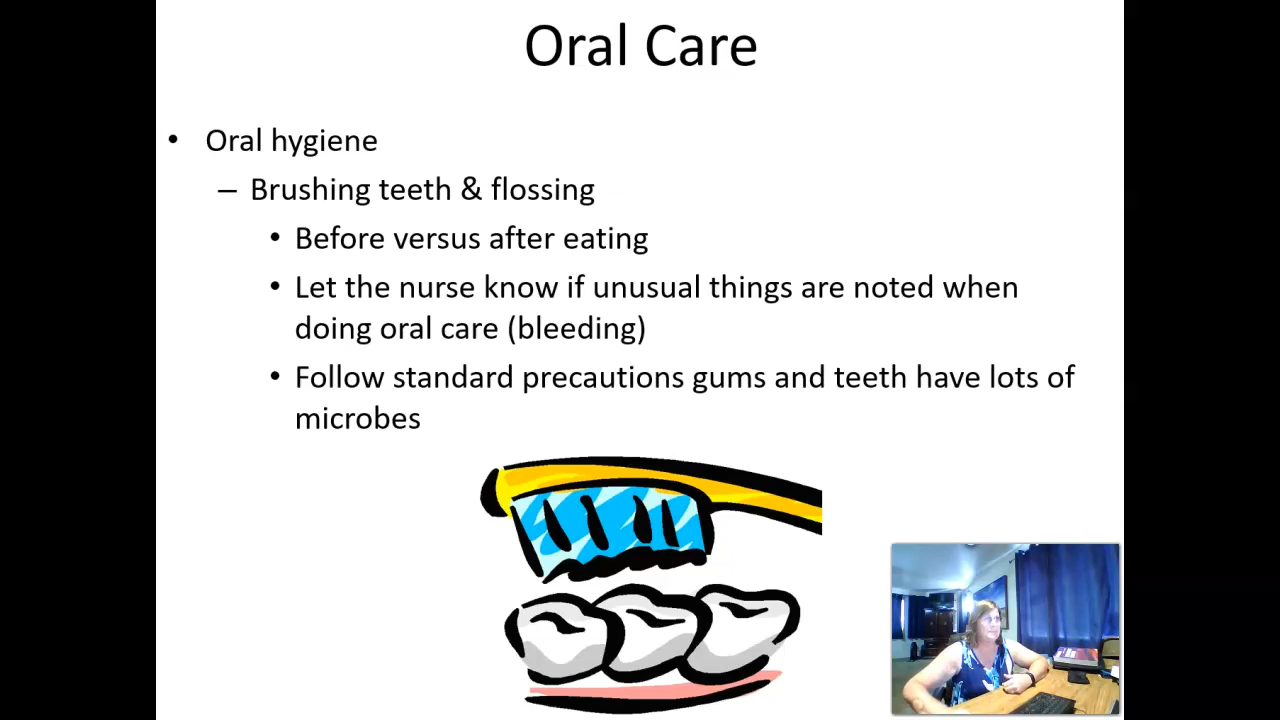 Oral Care
• Oral hygiene
– Brushing teeth & flossing
• Before versus after eating
• Let the nurse know if unusual things are noted when
doing oral care (bleeding)
• Follow standard precautions gums and teeth have lots of
microbes